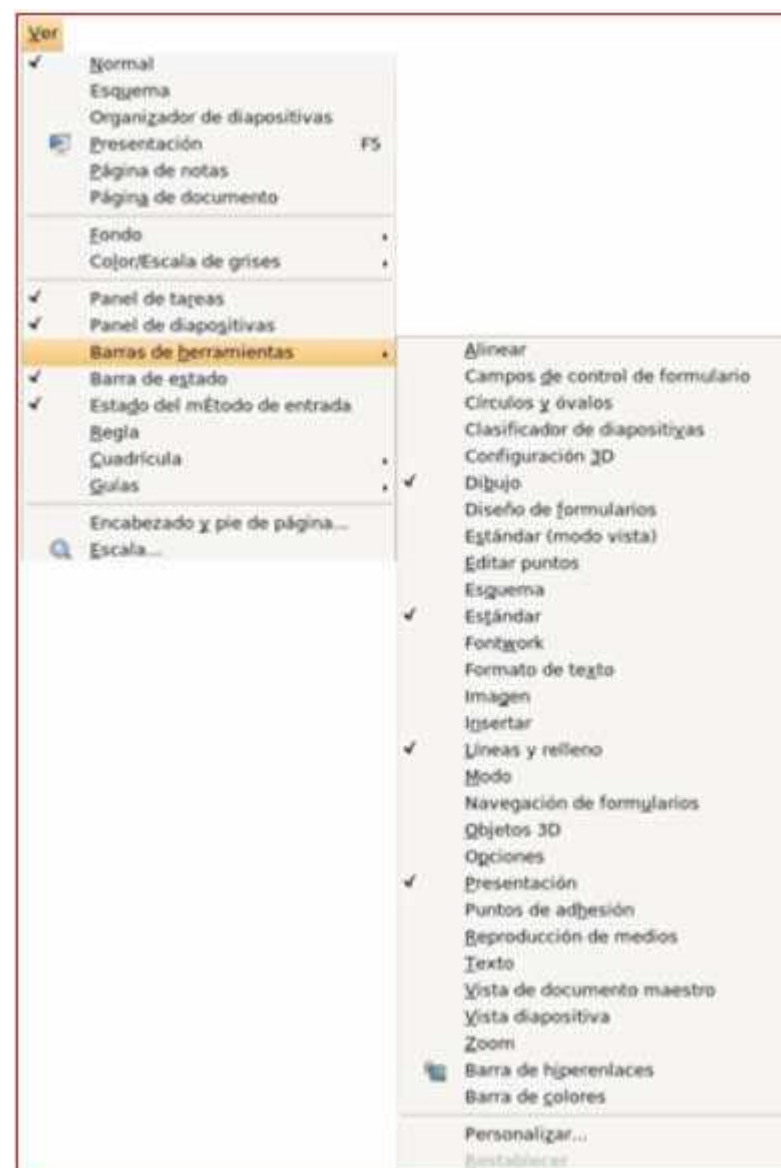 Ver
Normal
Esquema
Organizador de diapositivas
Presentación F5
Página de notas
Página de documento
Fondo
Color/Escala de grises
Panel de tareas
Panel de diapositivas
Barras de herramientas
Barra de estado
Estado del mÉtodo de entrada
Regla
Cuadrícula
Guías
Encabezado y pie de página...
Escala...
Alinear
Campos de control de formulario
Círculos y óvalos
Clasificador de diapositivas
Configuración 3D
Dibujo
Diseño de formularios
Estándar (modo vista)
Editar puntos
Esquema
Estándar
Fontwork
Formato de texto
Imagen
Insertar
Líneas y relleno
Modo
Navegación de formularios
Objetos 3D
Opciones
Presentación
Puntos de adhesión
Reproducción de medios
Texto
Vista de documento maestro
Vista diapositiva
Zoom
Barra de hiperenlaces
Barra de colores
Personalizar...
Restablecer